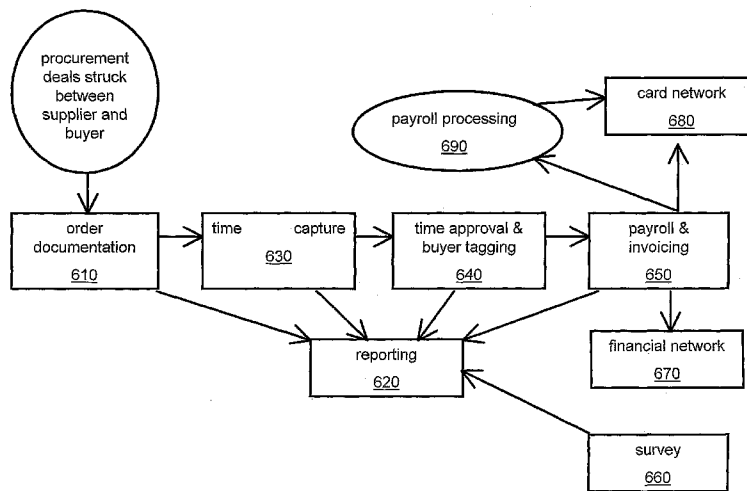 procurement
deals struck
between
supplier and
buyer
card network
680
payroll processing
690
order
documentation
610
time capture
630
time approval &
buyer tagging
640
payroll &
invoicing
650
reporting
620
financial network
670
survey
660